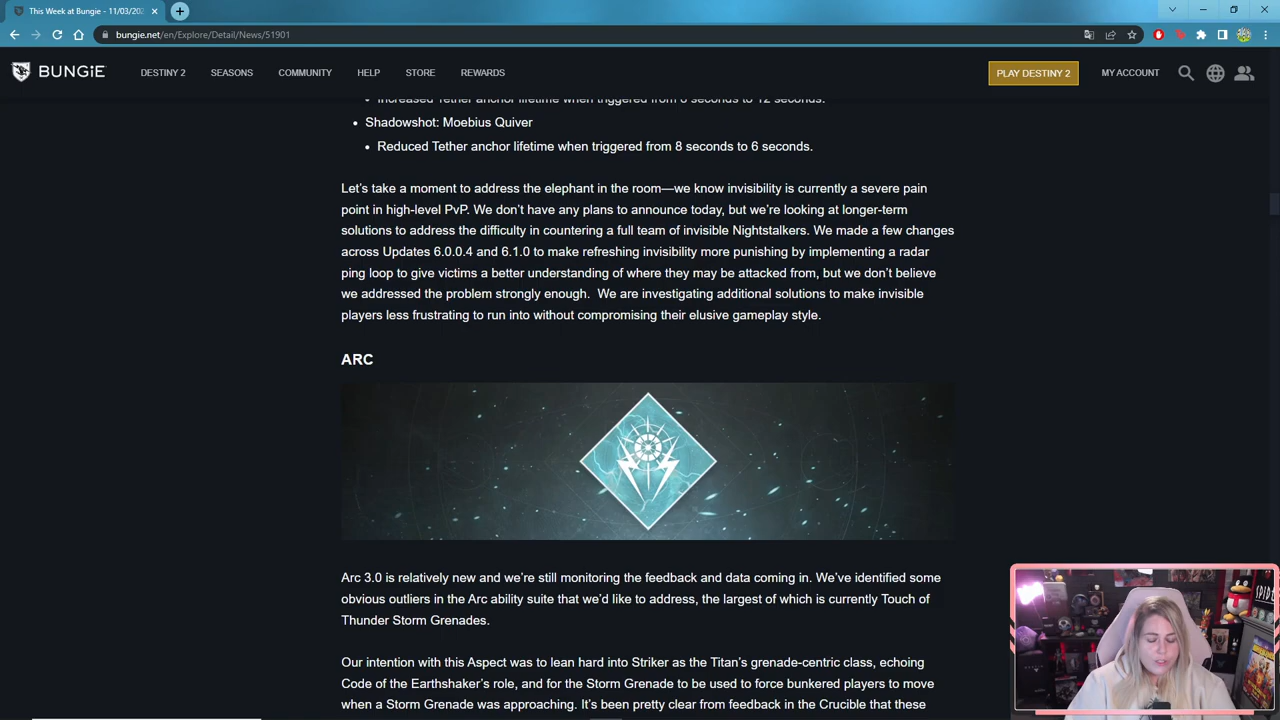 This Week at Bungie - 11/03/202
bungie.net/en/Explore/Detail/News/51901
BUNGiE
DESTINY 2
SEASONS
COMMUNITY
HELP
STORE
REWARDS
PLAY DESTINY 2
MY ACCOUNT
Increased Tether anchor lifetime when triggered from
seconds to 12 seconds.
Shadowshot: Moebius Quiver
Reduced Tether anchor lifetime when triggered from 8 seconds to 6 seconds.
Let's take a moment to address the elephant in the room—we know invisibility is currently a severe pain
point in high-level PvP. We don't have any plans to announce today, but we're looking at longer-term
solutions to address the difficulty in countering a full team of invisible Nightstalkers. We made a few changes
across Updates 6.0.0.4 and 6.1.0 to make refreshing invisibility more punishing by implementing a radar
ping loop to give victims a better understanding of where they may be attacked from, but we don't believe
we addressed the problem strongly enough.  We are investigating additional solutions to make invisible
players less frustrating to run into without compromising their elusive gameplay style.
ARC
Arc 3.0 is relatively new and we're still monitoring the feedback and data coming in. We've identified some
obvious outliers in the Arc ability suite that we'd like to address, the largest of which is currently Touch of
Thunder Storm Grenades.
Our intention with this Aspect was to lean hard into Striker as the Titan's grenade-centric class, echoing
Code of the Earthshaker's role, and for the Storm Grenade to be used to force bunkered players to move
when a Storm Grenade was approaching. It's been pretty clear from feedback in the Crucible that these
SPIDE